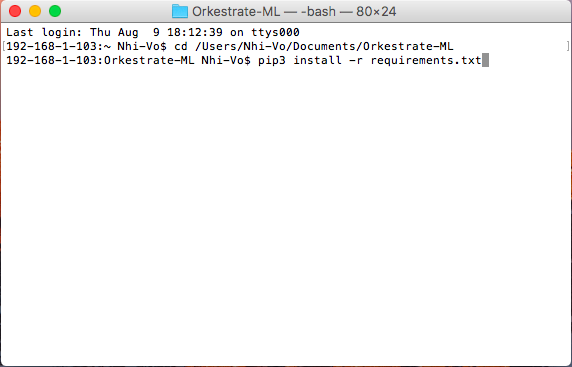 Orkestrate-ML — -bash — 80×24
Last login: Thu Aug  9 18:12:39 on ttys000
[192-168-1-103:~ Nhi-Vo$ cd /Users/Nhi-Vo/Documents/Orkestrate-ML ]
192-168-1-103:Orkestrate-ML Nhi-Vo$ pip3 install -r requirements.txt